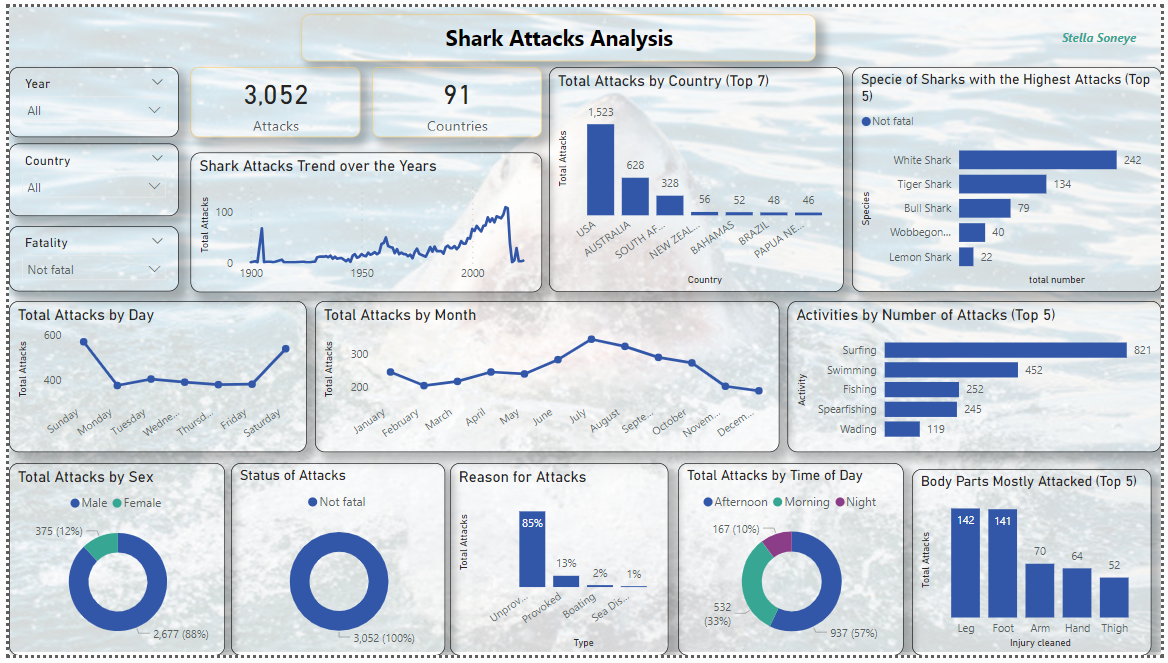 Shark Attacks Analysis
Stella Soneye
Year
All
Country
All
Fatality
Not fatal
3,052
Attacks
91
Countries
Shark Attacks Trend over the Years
Total Attacks
100
0
1900
1950
2000
Total Attacks by Country (Top 7)
Total Attacks
1,523
628
328
56
52
48
46
USA
AUSTRALIA
SOUTH AF...
NEW ZEAL...
BAHAMAS
BRAZIL
PAPUA NE...
Country
Specie of Sharks with the Highest Attacks (Top
5)
Not fatal
Species
White Shark 242
Tiger Shark 134
Bull Shark 79
Wobbegon... 40
Lemon Shark 22
total number
Total Attacks by Day
Total Attacks
600
400
Sunday
Monday
Tuesday
Wedne...
Thursd...
Friday
Saturday
Total Attacks by Month
Total Attacks
300
200
January
February
March
April
May
June
July
August
Septe...
October
Novem...
Decem...
Activities by Number of Attacks (Top 5)
Activity
Surfing 821
Swimming 452
Fishing 252
Spearfishing 245
Wading 119
Total Attacks by Sex
Male Female
375 (12%)
2,677 (88%)
Status of Attacks
Not fatal
3,052 (100%)
Reason for Attacks
Total Attacks
85%
13%
2%
1%
Unprov...
Provoked
Boating
Sea Dis...
Type
Total Attacks by Time of Day
Afternoon Morning Night
167 (10%)
532
(33%)
937 (57%)
Body Parts Mostly Attacked (Top 5)
Total Attacks
142
141
70
64
52
Leg
Foot
Arm
Hand
Thigh
Injury cleaned